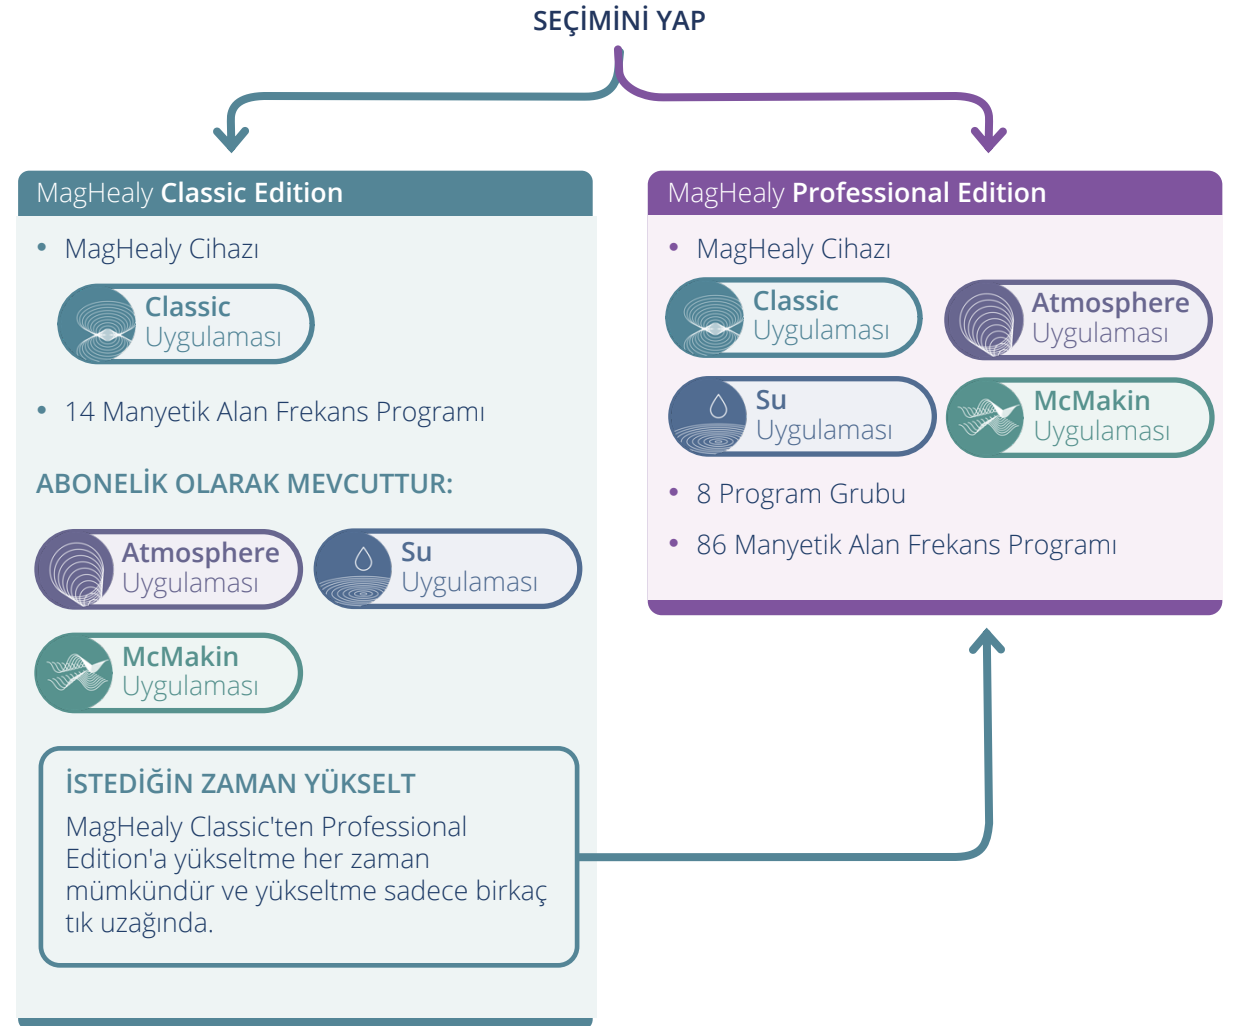 SEÇİMİNİ YAP
MagHealy Classic Edition
• MagHealy Cihazı
Classic
Uygulaması
• 14 Manyetik Alan Frekans Programı
ABONELİK OLARAK MEVCUTTUR:
Atmosphere
Uygulaması
Su
Uygulaması
McMakin
Uygulaması
İSTEDİĞİN ZAMAN YÜKSELT
MagHealy Classic'ten Professional
Edition'a yükseltme her zaman
mümkündür ve yükseltme sadece birkaç
tık uzağında.
MagHealy Professional Edition
• MagHealy Cihazı
Classic
Uygulaması
Atmosphere
Uygulaması
Su
Uygulaması
McMakin
Uygulaması
• 8 Program Grubu
• 86 Manyetik Alan Frekans Programı